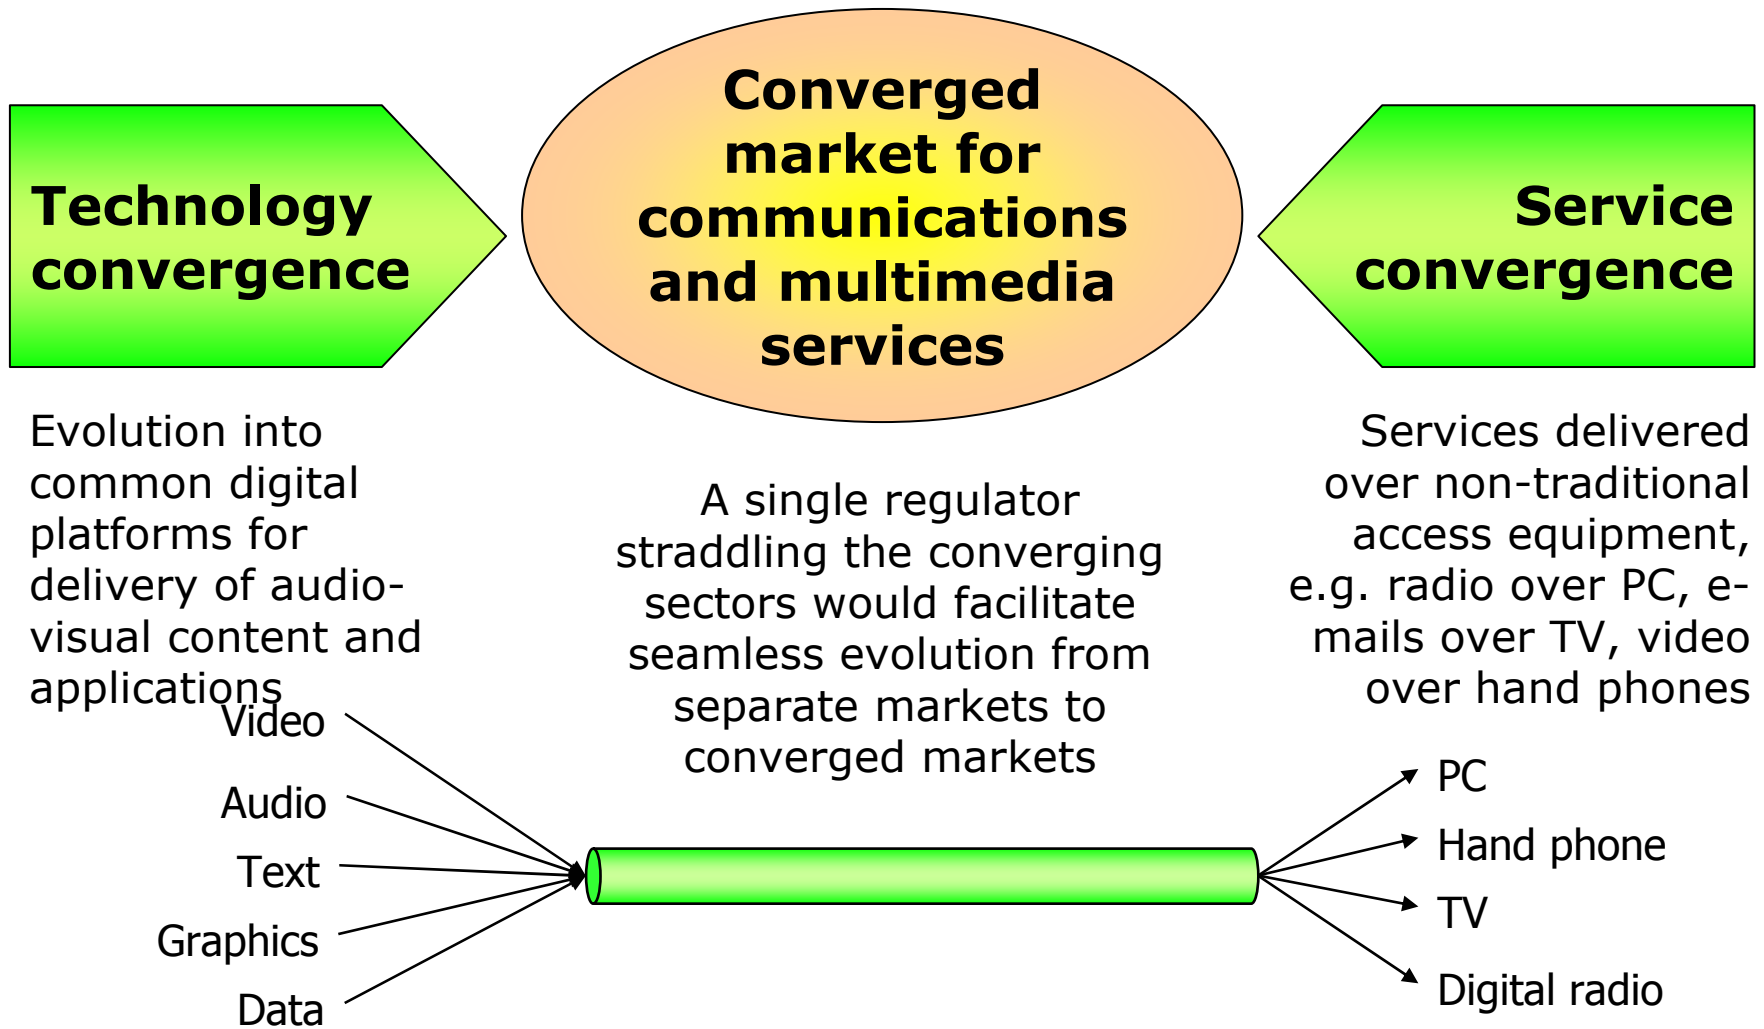 Technology
convergence
Converged
market for
communications
and multimedia
services
Service
convergence
Evolution into
common digital
platforms for
delivery of audio-
visual content and
applications
A single regulator
straddling the converging
sectors would facilitate
seamless evolution from
separate markets to
converged markets
Services delivered
over non-traditional
access equipment,
e.g. radio over PC, e-
mails over TV, video
over hand phones
Video
Audio
Text
Graphics
Data
PC
Hand phone
TV
Digital radio